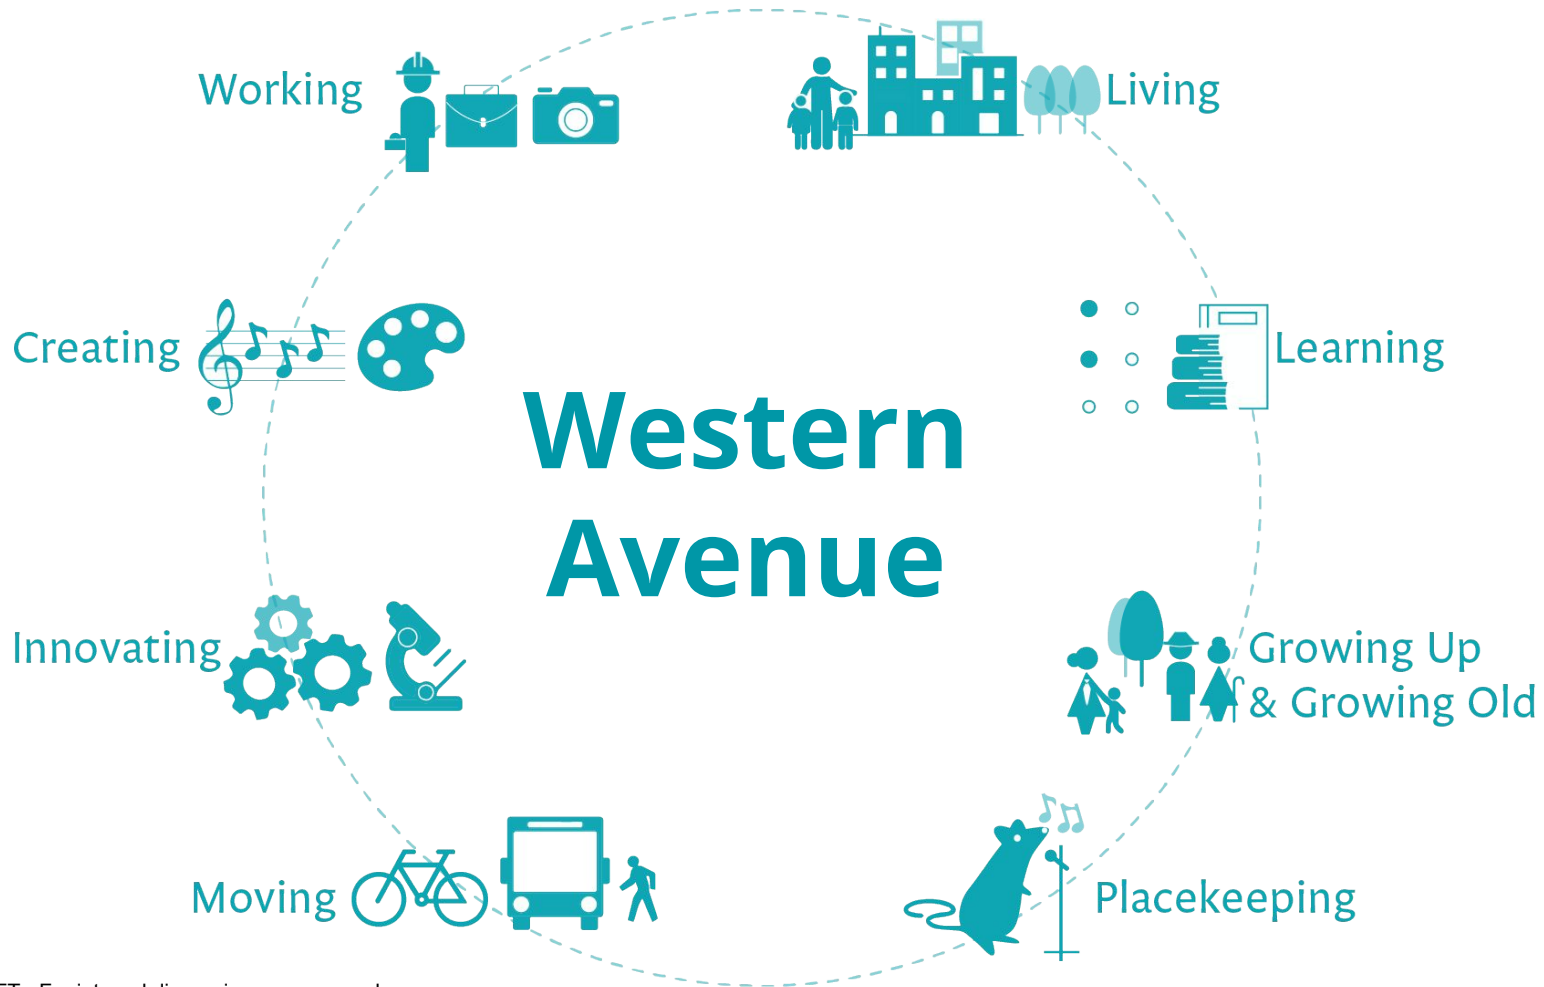 Working
Living
Creating
Learning
Western
Avenue
Innovating
Growing Up
& Growing Old
Moving
Placekeeping